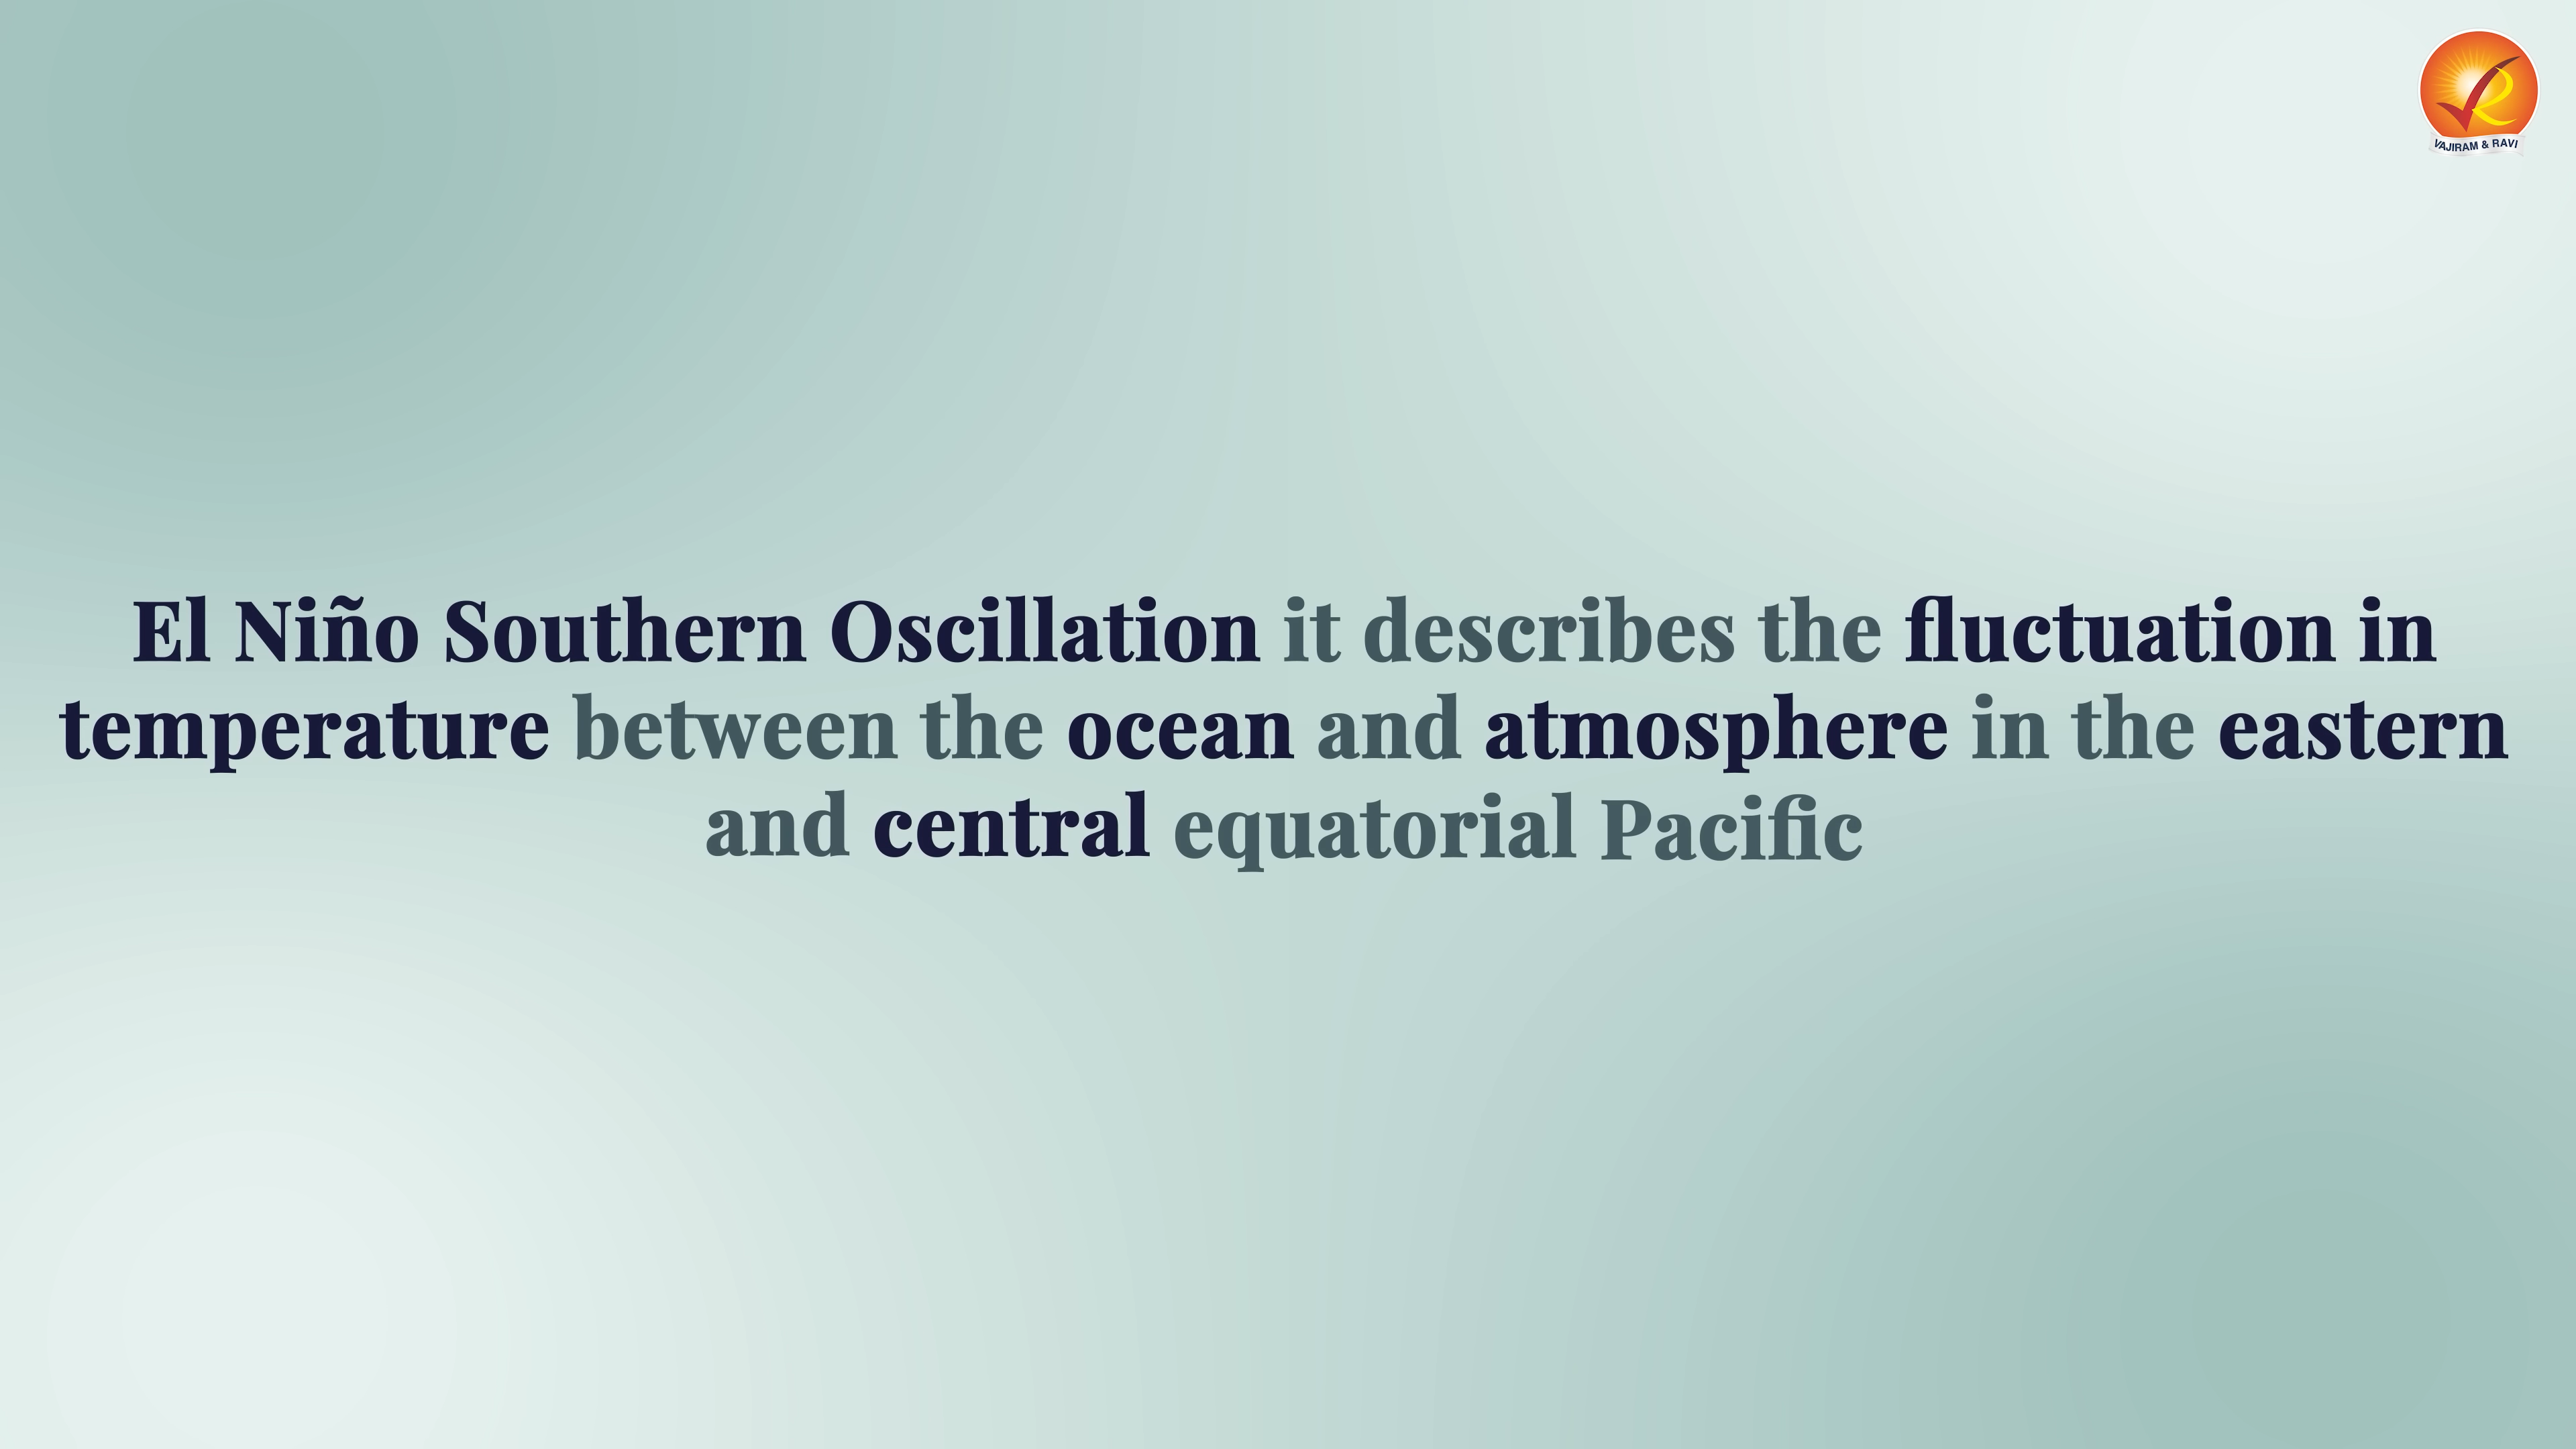 VAJIRAM & RAVI
El Niño Southern Oscillation it describes the fluctuation in
temperature between the ocean and atmosphere in the eastern
and central equatorial Pacific